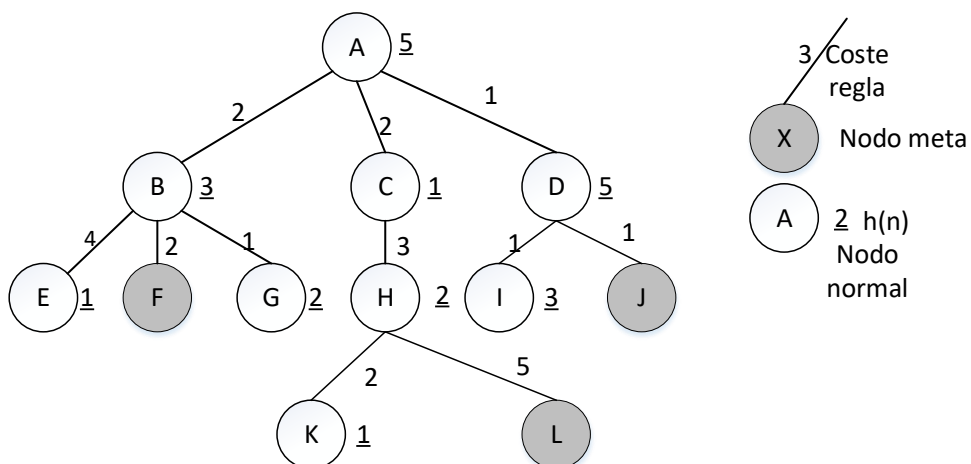 A 5
3 Coste
regla
2 2 1
X Nodo meta
B 3 C 1 D 5
A 2 h(n)
Nodo
normal
4 2 1 3 1 1
E 1 F G 2 H 2 I 3 J
2 5
K 1 L